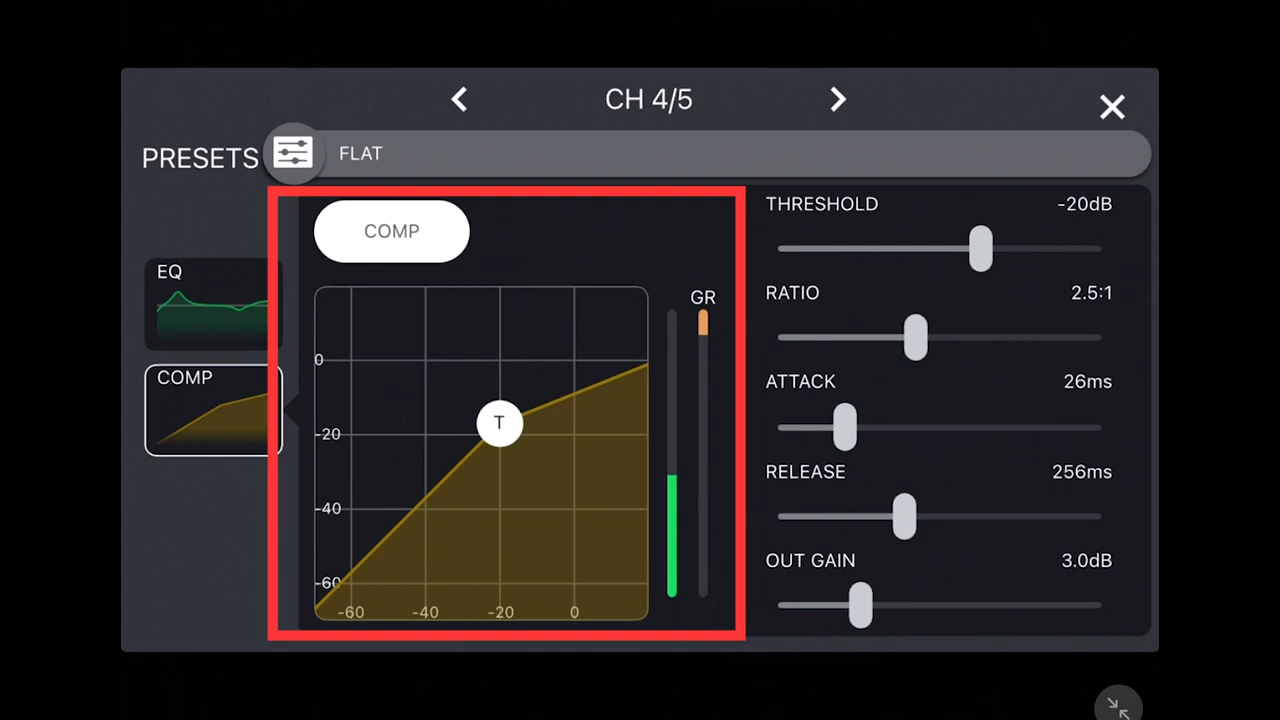 CH 4/5
PRESETS
FLAT
EQ
COMP
COMP
GR
0
-20
-40
-60
-60 -40 -20 0
T
THRESHOLD -20dB
RATIO 2.5:1
ATTACK 26ms
RELEASE 256ms
OUT GAIN 3.0dB